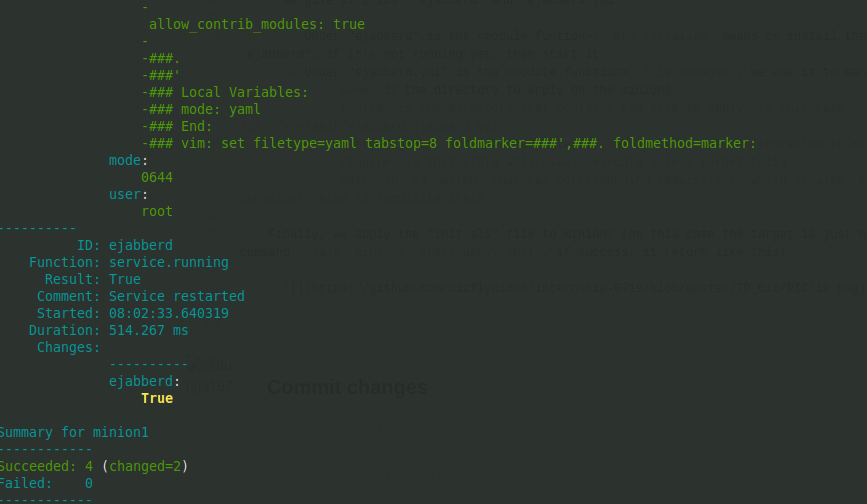 -
allow_contrib_modules: true
-
-###.
-###'
-### Local Variables:
-### mode: yaml
-### End:
-### vim: set filetype=yaml tabstop=8 foldmarker=###',###. foldmethod=marker:
mode:
0644
user:
root
----------
ID: ejabberd
Function: service.running
Result: True
Comment: Service restarted
Started: 08:02:33.640319
Duration: 514.267 ms
Changes:
----------
ejabberd:
True
Commit changes
Summary for minion1
------------
Succeeded: 4 (changed=2)
Failed: 0
------------